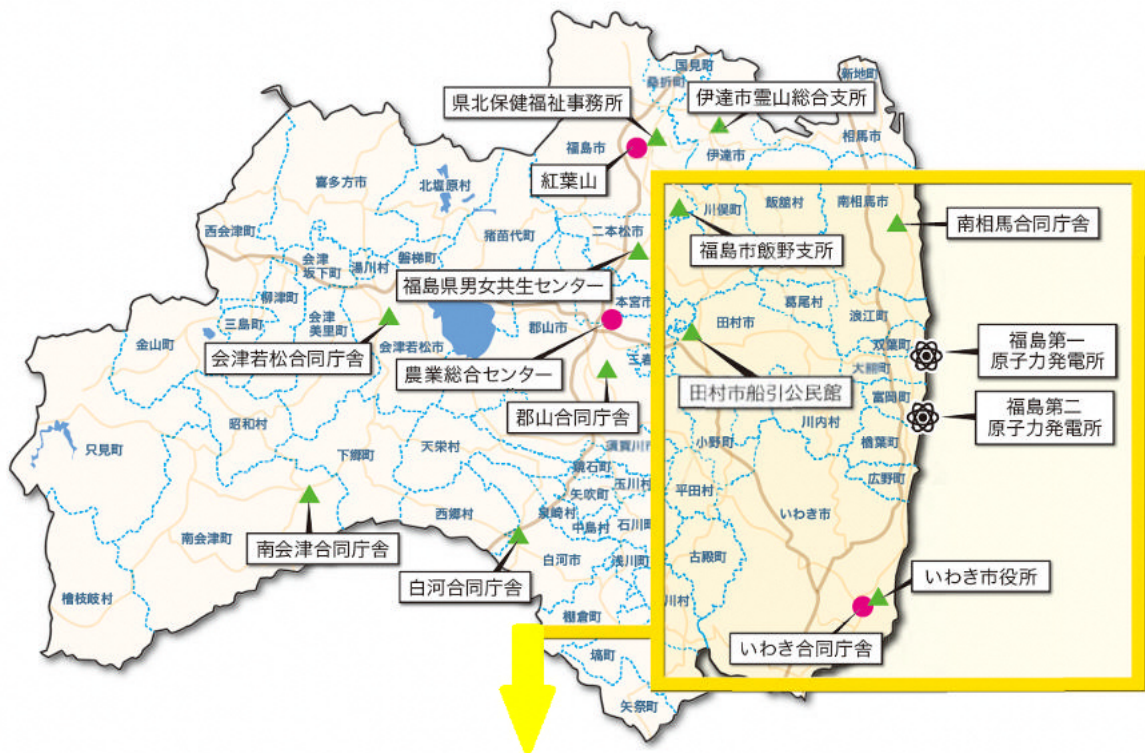 国見町
桑折町
新地町
県北保健福祉事務所
伊達市霊山総合支所
相馬市
福島市
伊達市
紅葉山
喜多方市
北塩原村
川俣町
飯舘村
南相馬市
西会津町
猪苗代町
二本松市
南相馬合同庁舎
福島市飯野支所
会津
坂下町
湯川村
磐梯町
福島県男女共生センター
柳津町
本宮市
葛尾村
三島町
会津
美里町
郡山市
田村市
浪江町
金山町
会津若松市
双葉町
福島第一
原子力発電所
会津若松合同庁舎
農業総合センター
大熊町
田村市船引公民館
富岡町
福島第二
原子力発電所
郡山合同庁舎
昭和村
川内村
只見町
天栄村
小野町
楢葉町
下郷町
鏡石町
広野町
玉川村
平田村
矢吹町
西郷村
泉崎村
いわき市
中島村
石川町
南会津町
南会津合同庁舎
白河市
浅川町
古殿町
白河合同庁舎
いわき市役所
檜枝岐村
川村
棚倉町
いわき合同庁舎
塙町
矢祭町